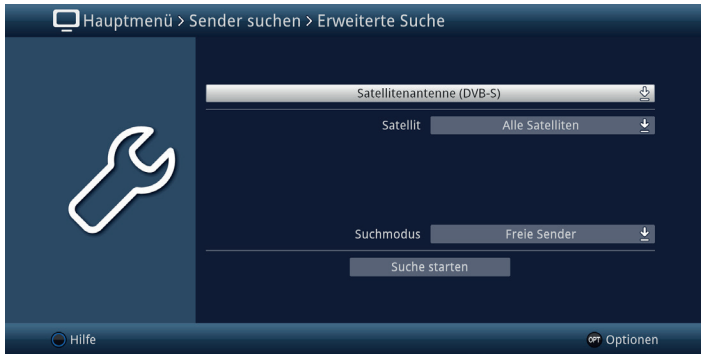 Hauptmenü > Sender suchen > Erweiterte Suche
Satellitenantenne (DVB-S)
Satellit Alle Satelliten
Suchmodus Freie Sender
Suche starten
Hilfe OPT Optionen